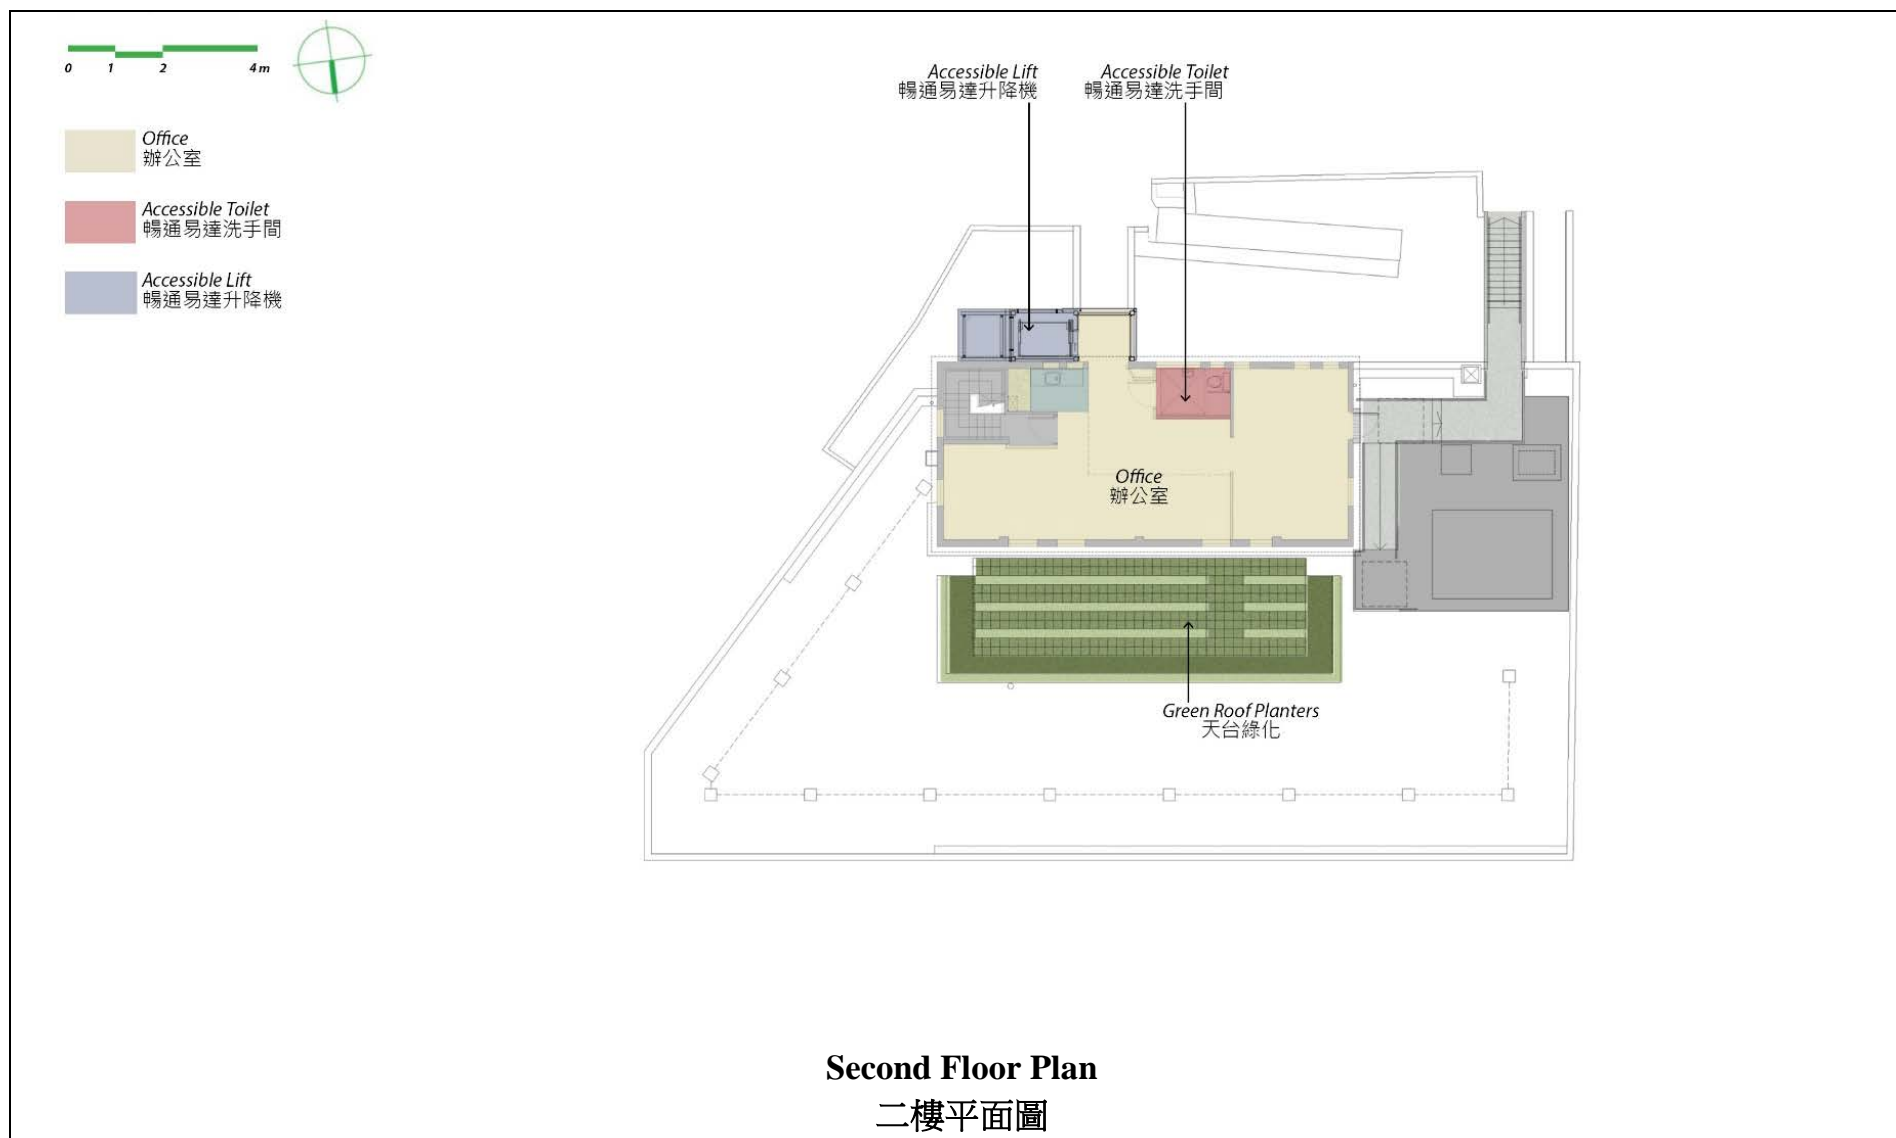 0 1 2 4 m
Office
辦公室
Accessible Toilet
暢通易達洗手間
Accessible Lift
暢通易達升降機
Accessible Lift
暢通易達升降機
Accessible Toilet
暢通易達洗手間
Office
辦公室
Green Roof Planters
天台綠化
Second Floor Plan
二樓平面圖